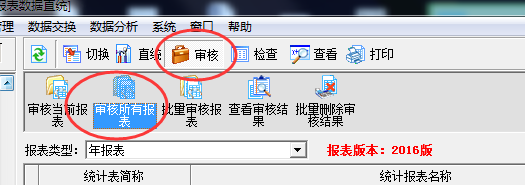 报表数据直统]
管理 数据交换 数据分析 系统 窗口 帮助
切换 直统 审核 检查 查看 打印
审核当前报表 审核所有报表 批量审核报表 查看审核结果 批量删除审核结果
报表类型: 年报表 报表版本: 2016版
统计表简称 统计报表名称